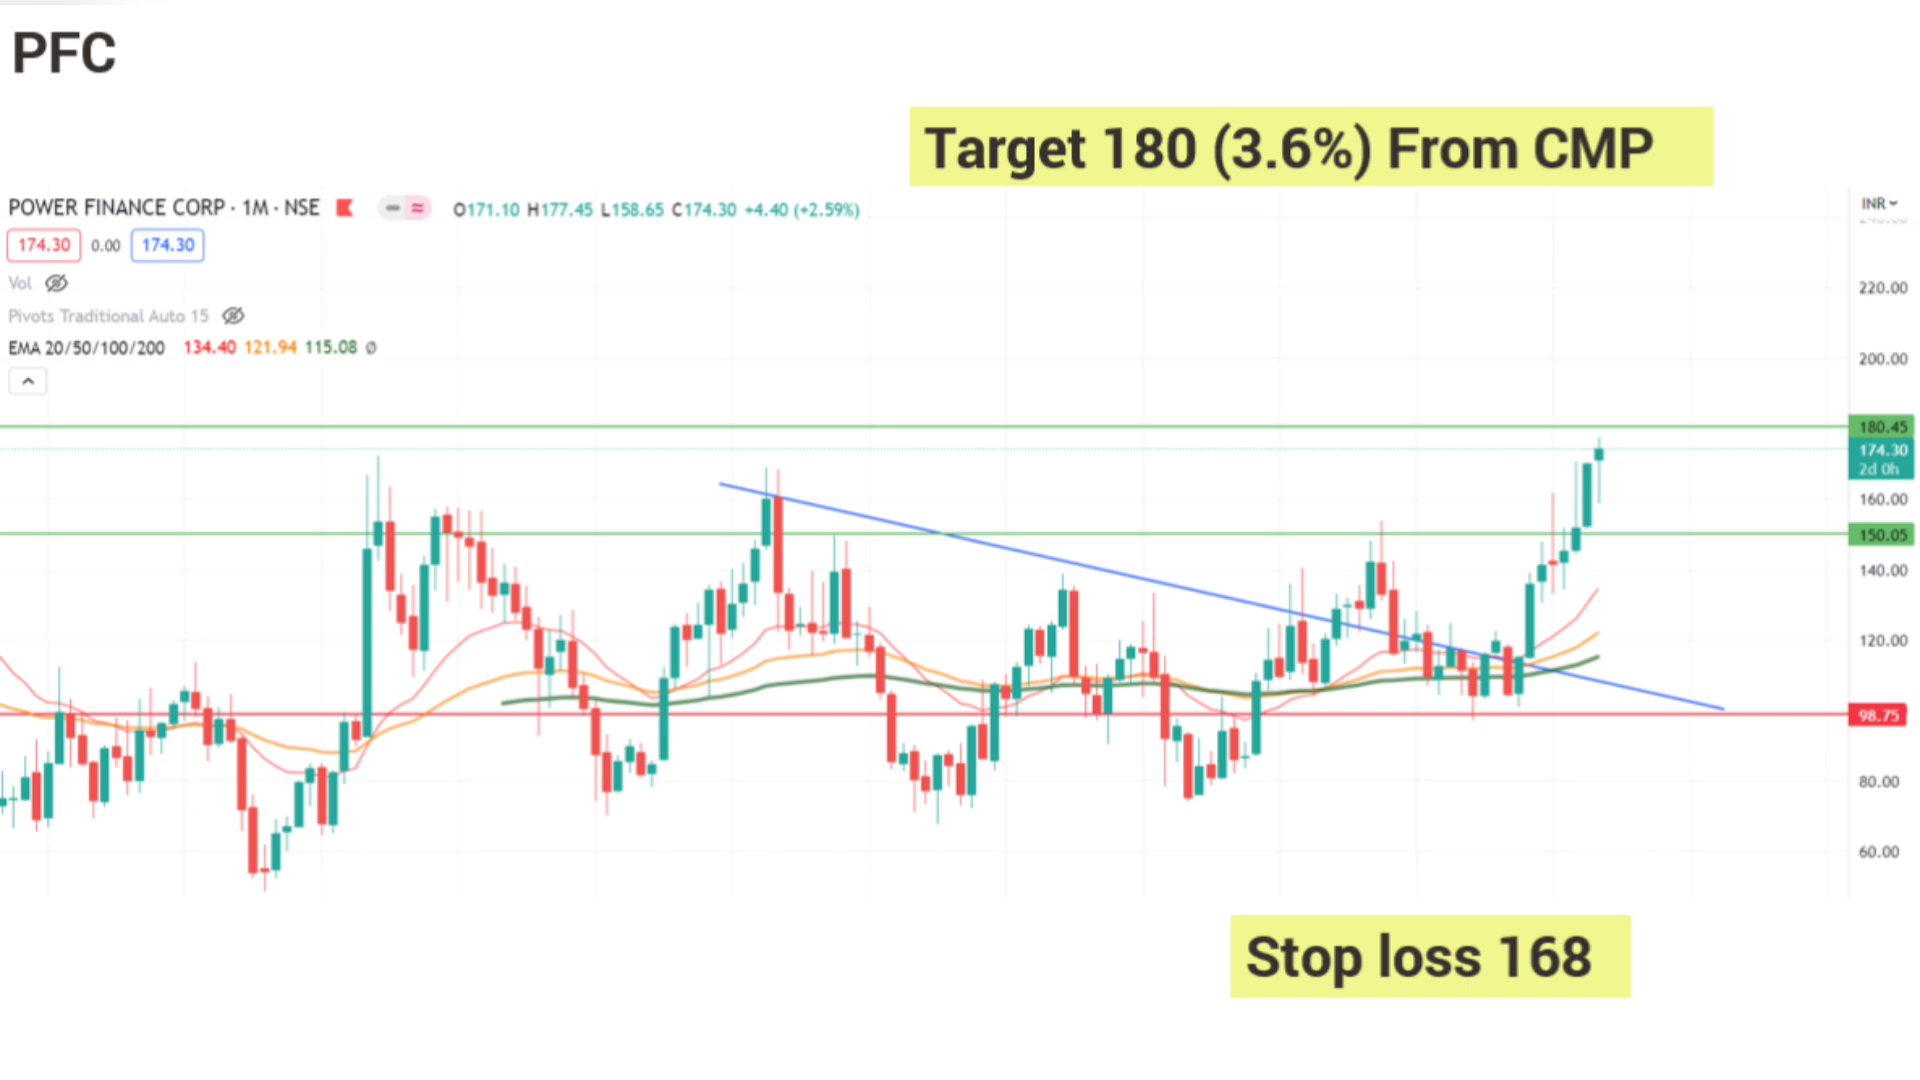 PFC
Target 180 (3.6%) From CMP
POWER FINANCE CORP · 1M · NSE O171.10 H177.45 L158.65 C174.30 +4.40 (+2.59%)
INR
240.00
174.30 0.00 174.30
Vol
220.00
Pivots Traditional Auto 15
EMA 20/50/100/200 134.40 121.94 115.08 Ø
200.00
180.45
174.30
2d 0h
160.00
150.05
140.00
120.00
98.75
80.00
60.00
Stop loss 168